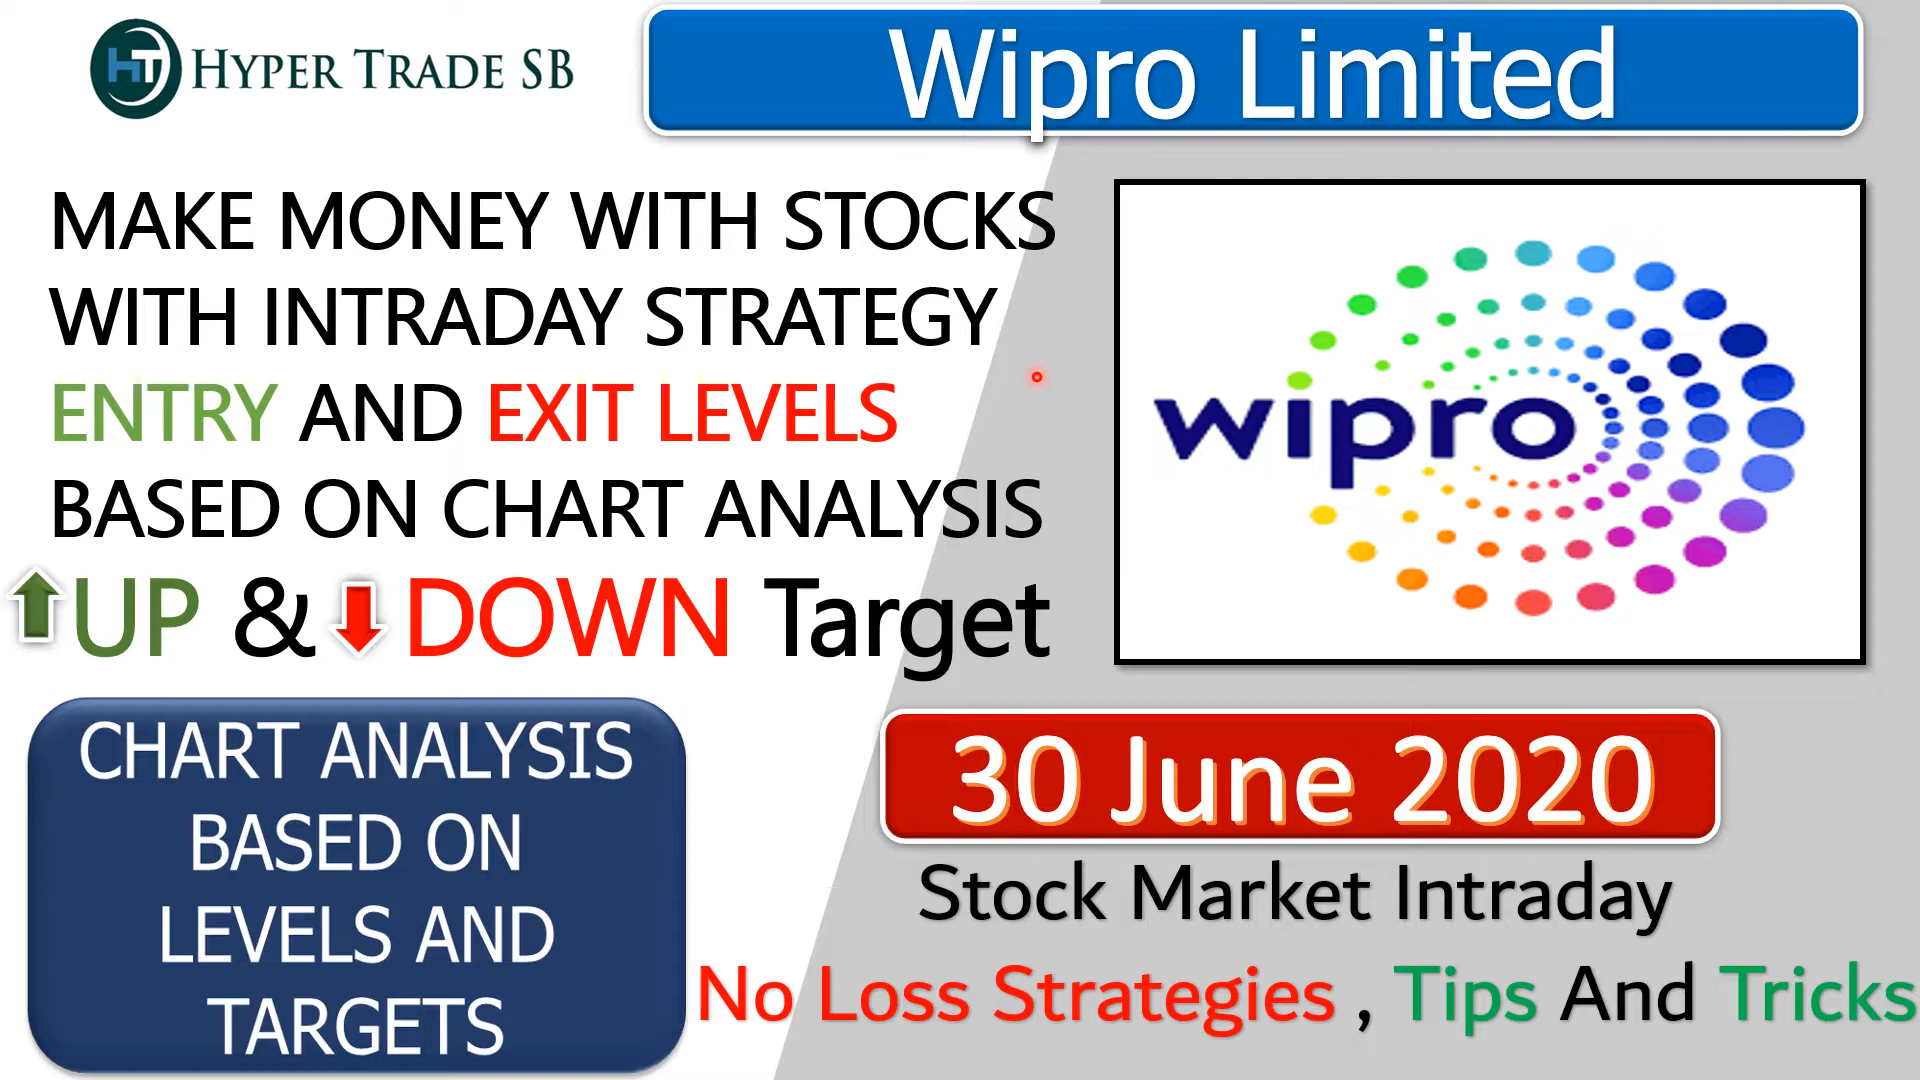 HT HYPER TRADE SB
Wipro Limited
MAKE MONEY WITH STOCKS
WITH INTRADAY STRATEGY
ENTRY AND EXIT LEVELS
BASED ON CHART ANALYSIS
UP & DOWN Target
wipro
CHART ANALYSIS
BASED ON
LEVELS AND
TARGETS
30 June 2020
Stock Market Intraday
No Loss Strategies , Tips And Tricks